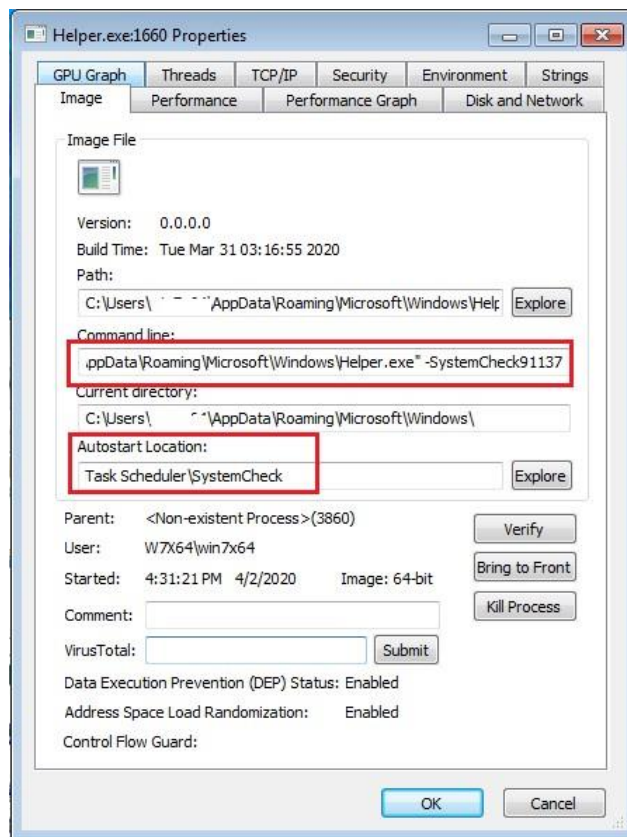 Helper.exe:1660 Properties
GPU Graph Threads TCP/IP Security Environment Strings
Image Performance Performance Graph Disk and Network
Image File
Version: 0.0.0.0
Build Time: Tue Mar 31 03:16:55 2020
Path:
C:\Users\ \AppData\Roaming\Microsoft\Windows\Help Explore
Command line:
AppData\Roaming\Microsoft\Windows\Helper.exe" -SystemCheck91137
Current directory:
C:\Users\ \AppData\Roaming\Microsoft\Windows\
Autostart Location:
Task Scheduler\SystemCheck Explore
Parent: <Non-existent Process>(3860)
Verify
User: W7X64\win7x64
Bring to Front
Started: 4:31:21 PM 4/2/2020 Image: 64-bit
Kill Process
Comment:
VirusTotal: Submit
Data Execution Prevention (DEP) Status: Enabled
Address Space Load Randomization: Enabled
Control Flow Guard:
OK Cancel